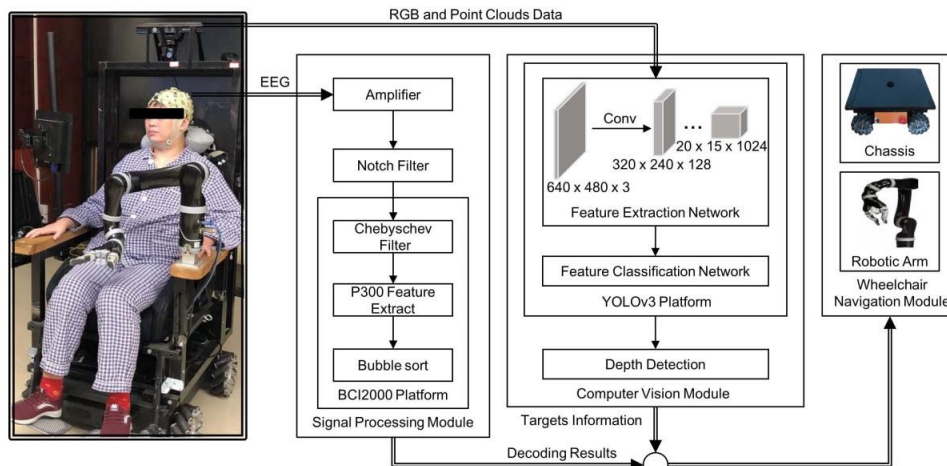 RGB and Point Clouds Data
EEG
Amplifier
Notch Filter
Chebyschev
Filter
P300 Feature
Extract
Bubble sort
BCI2000 Platform
Signal Processing Module
Conv
...
20 x 15 x 1024
320 x 240 x 128
640 x 480 x 3
Feature Extraction Network
Feature Classification Network
YOLOv3 Platform
Depth Detection
Computer Vision Module
Targets Information
Decoding Results
Chassis
Robotic Arm
Wheelchair
Navigation Module